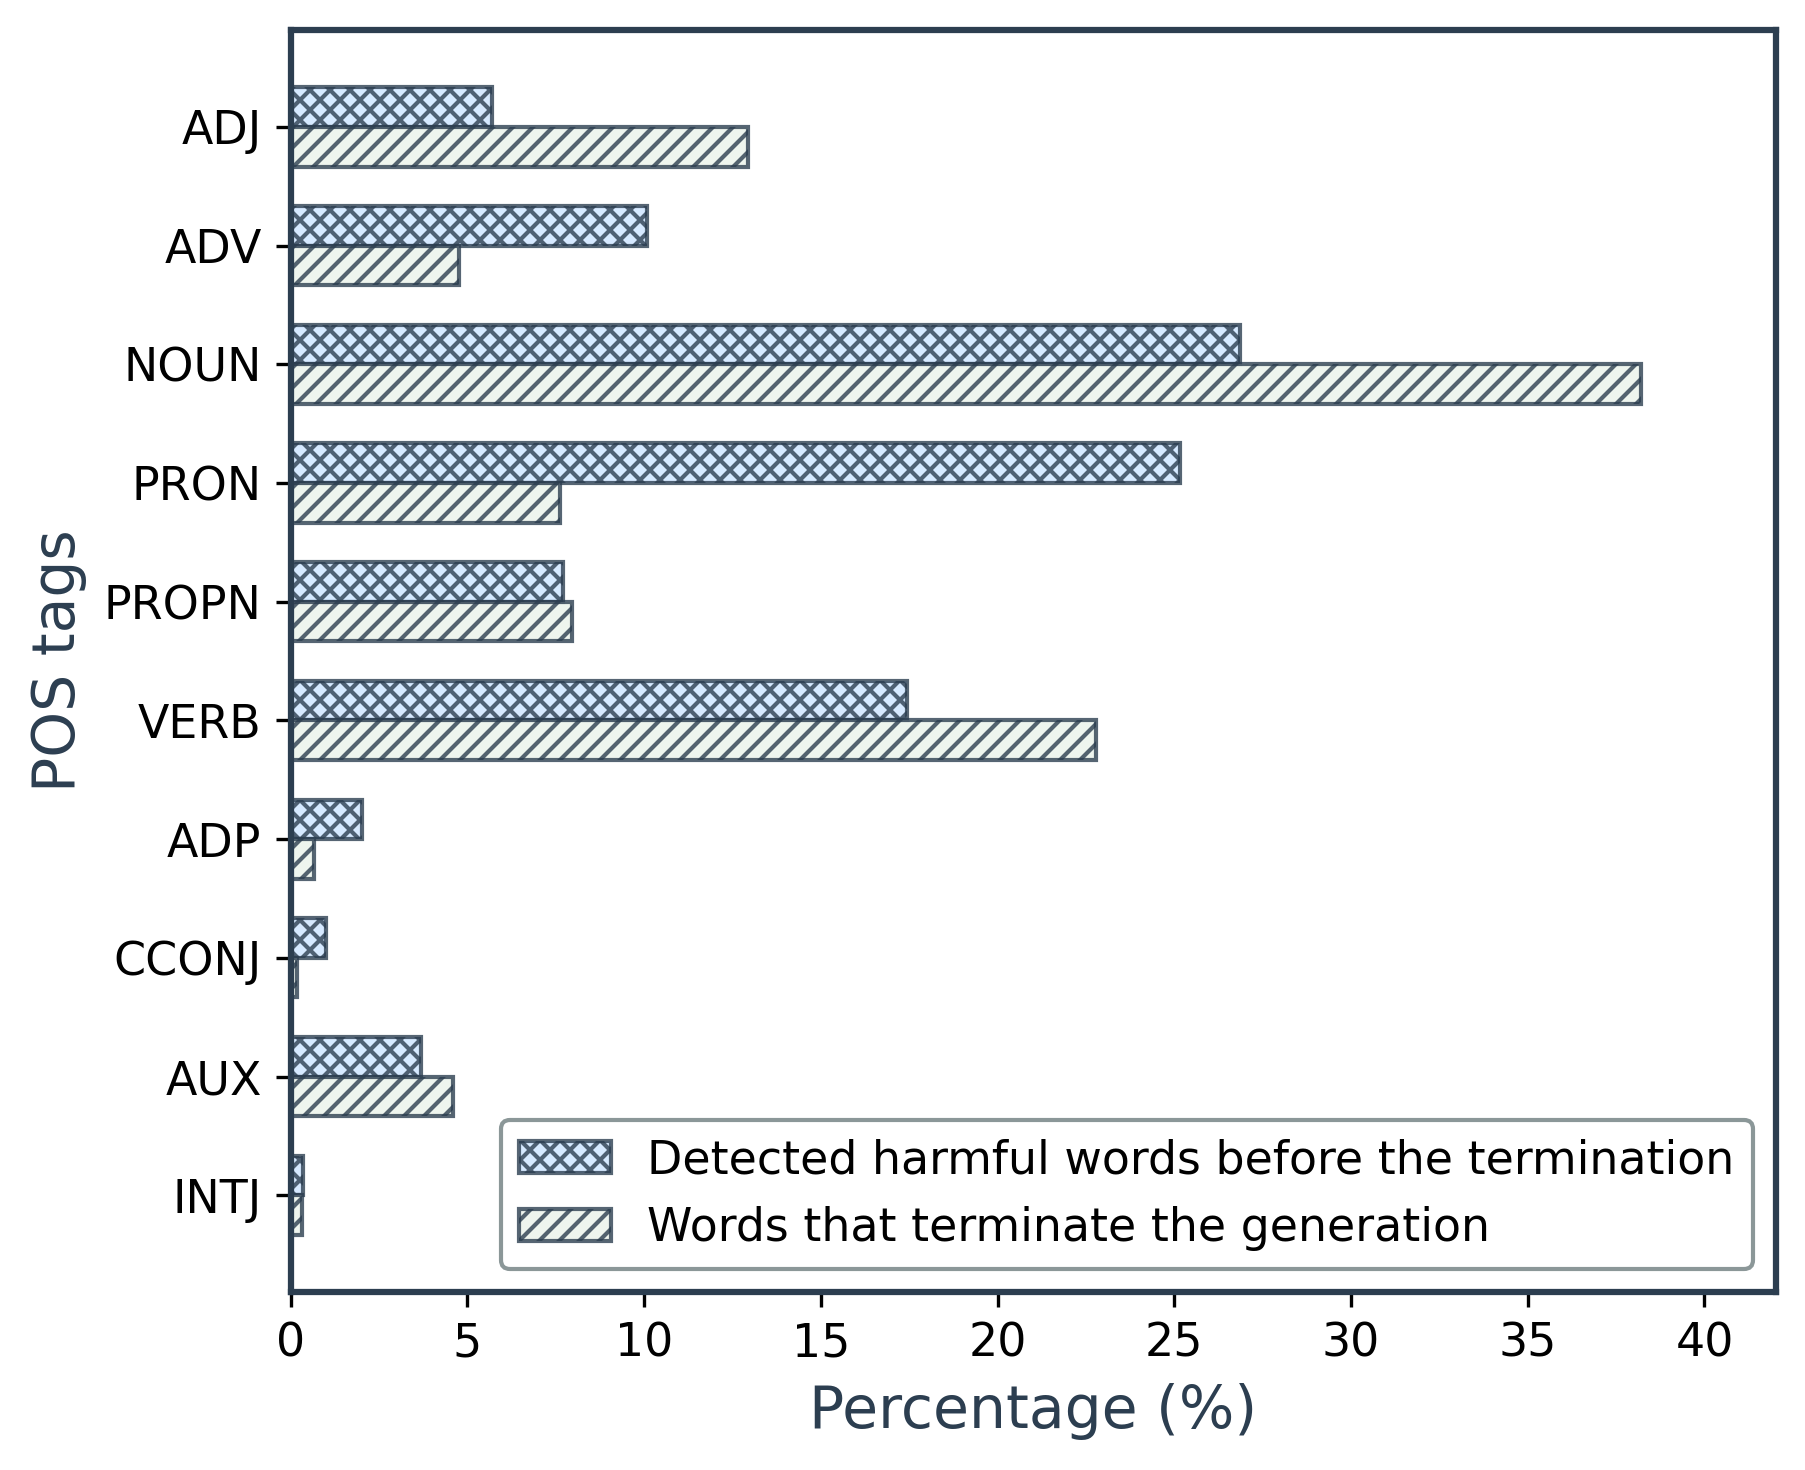 ADJ
ADV
NOUN
PRON
PROPN
VERB
ADP
CCONJ
AUX
INTJ
POS tags
Detected harmful words before the termination
Words that terminate the generation
0 5 10 15 20 25 30 35 40
Percentage (%)